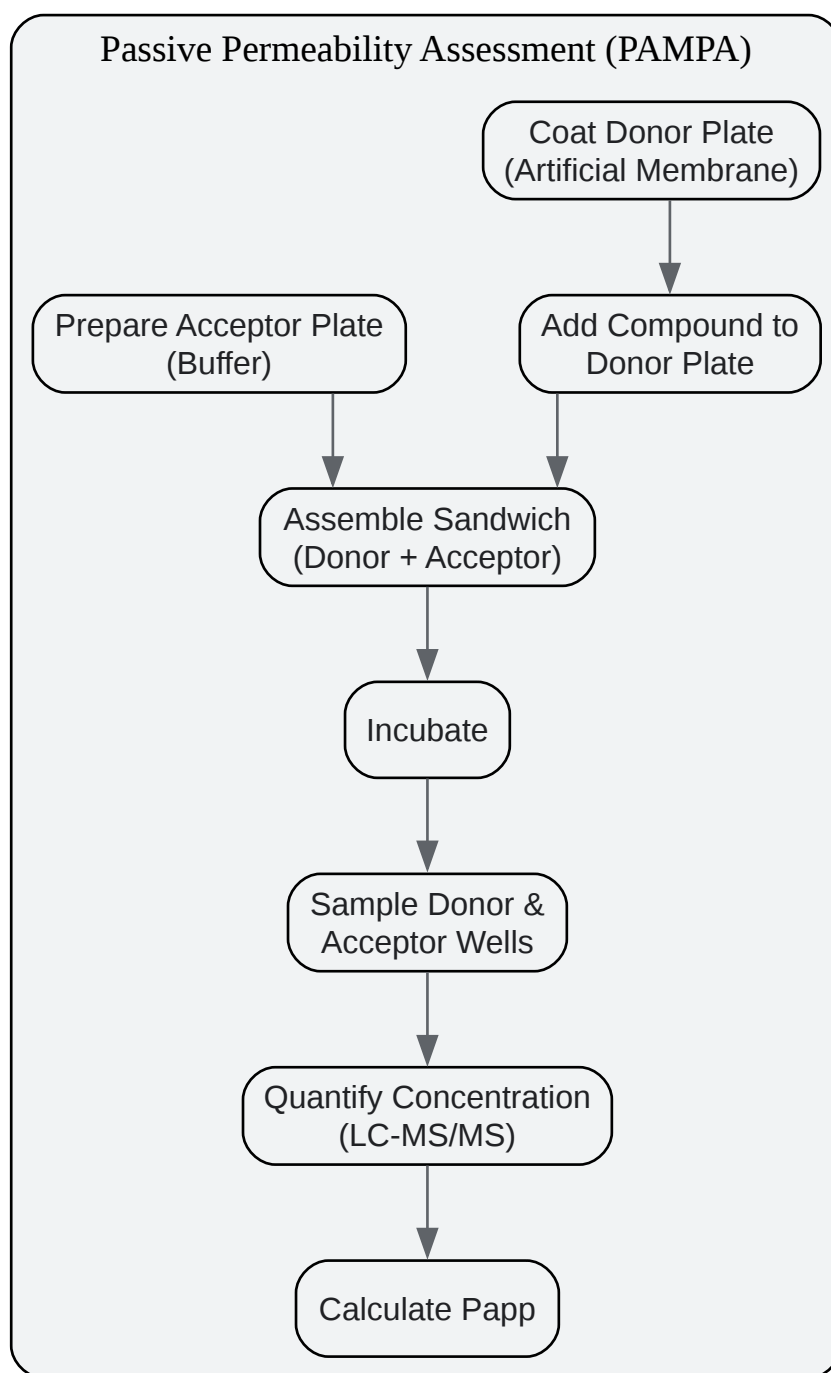 Passive Permeability Assessment (PAMPA)
Coat Donor Plate
(Artificial Membrane)
Prepare Acceptor Plate
(Buffer)
Add Compound to
Donor Plate
Assemble Sandwich
(Donor + Acceptor)
Incubate
Sample Donor &
Acceptor Wells
Quantify Concentration
(LC-MS/MS)
Calculate Papp